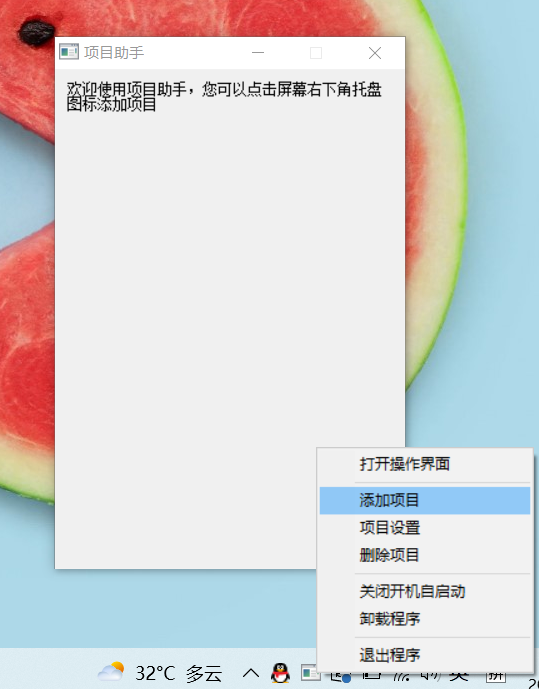 项目助手
欢迎使用项目助手，您可以点击屏幕右下角托盘
图标添加项目
打开操作界面
添加项目
项目设置
删除项目
关闭开机自启动
卸载程序
退出程序
32°C 多云
英
拼